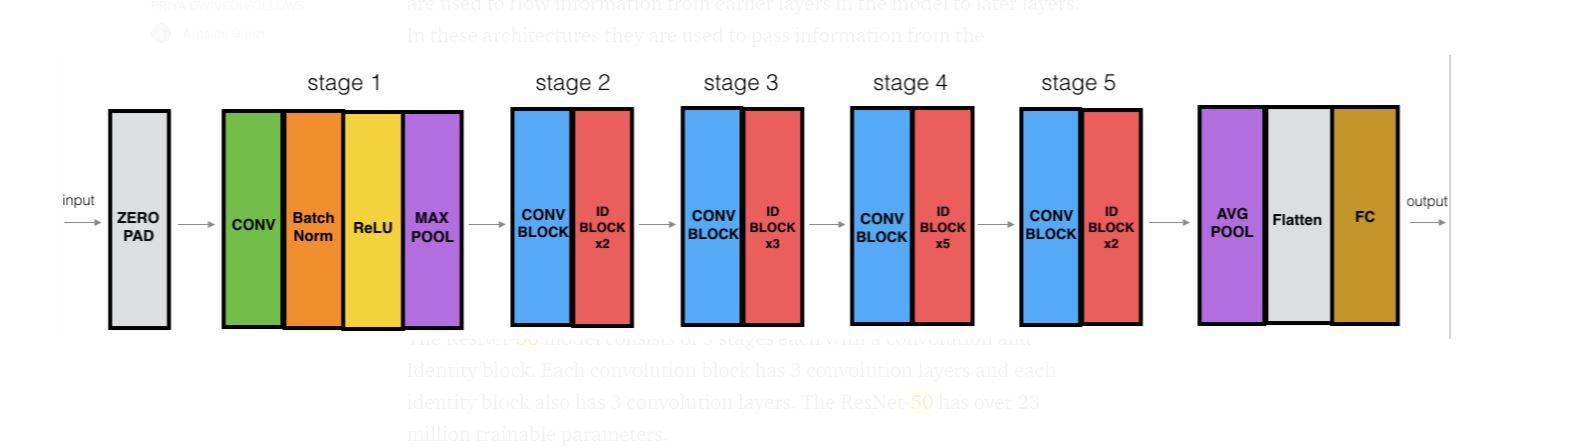 PRIYA DWIVEDI FOLLOWS
are used to flow information from earlier layers in the model to later layers.
In these architectures they are used to pass information from the
stage 1
stage 2
stage 3
stage 4
stage 5
input
ZERO
PAD
CONV
Batch
Norm
ReLU
MAX
POOL
CONV
BLOCK
ID
BLOCK
x2
CONV
BLOCK
ID
BLOCK
x3
CONV
BLOCK
ID
BLOCK
x5
CONV
BLOCK
ID
BLOCK
x2
AVG
POOL
Flatten
FC
output
The ResNet-50 model consists of 5 stages each with a convolution and
Identity block. Each convolution block has 3 convolution layers and each
identity block also has 3 convolution layers. The ResNet-50 has over 23
million trainable parameters.